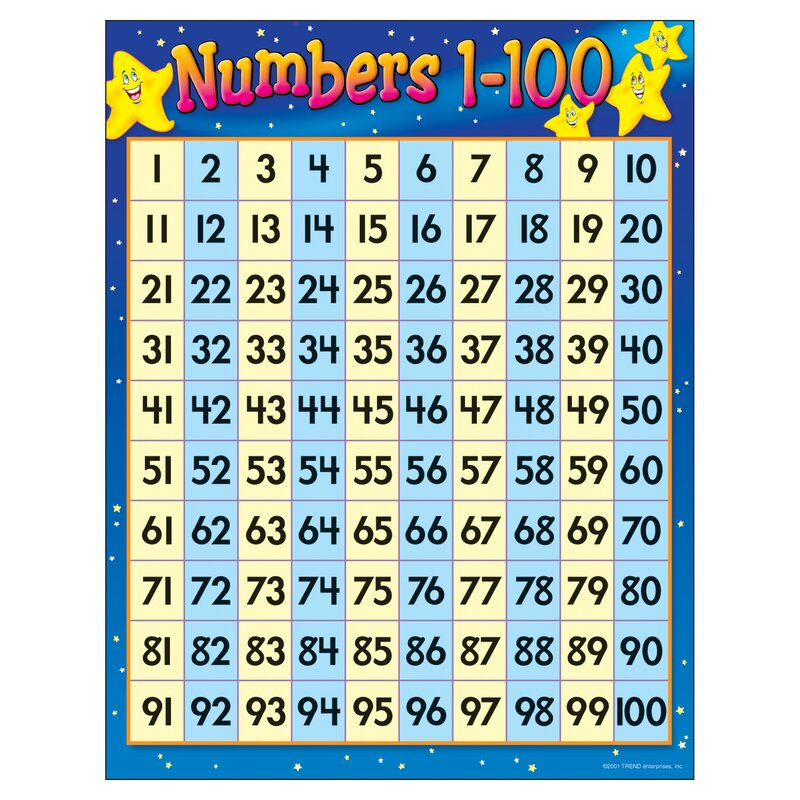 Numbers 1-100
1 2 3 4 5 6 7 8 9 10
11 12 13 14 15 16 17 18 19 20
21 22 23 24 25 26 27 28 29 30
31 32 33 34 35 36 37 38 39 40
41 42 43 44 45 46 47 48 49 50
51 52 53 54 55 56 57 58 59 60
61 62 63 64 65 66 67 68 69 70
71 72 73 74 75 76 77 78 79 80
81 82 83 84 85 86 87 88 89 90
91 92 93 94 95 96 97 98 99 100
©2001 TREND enterprises, Inc.